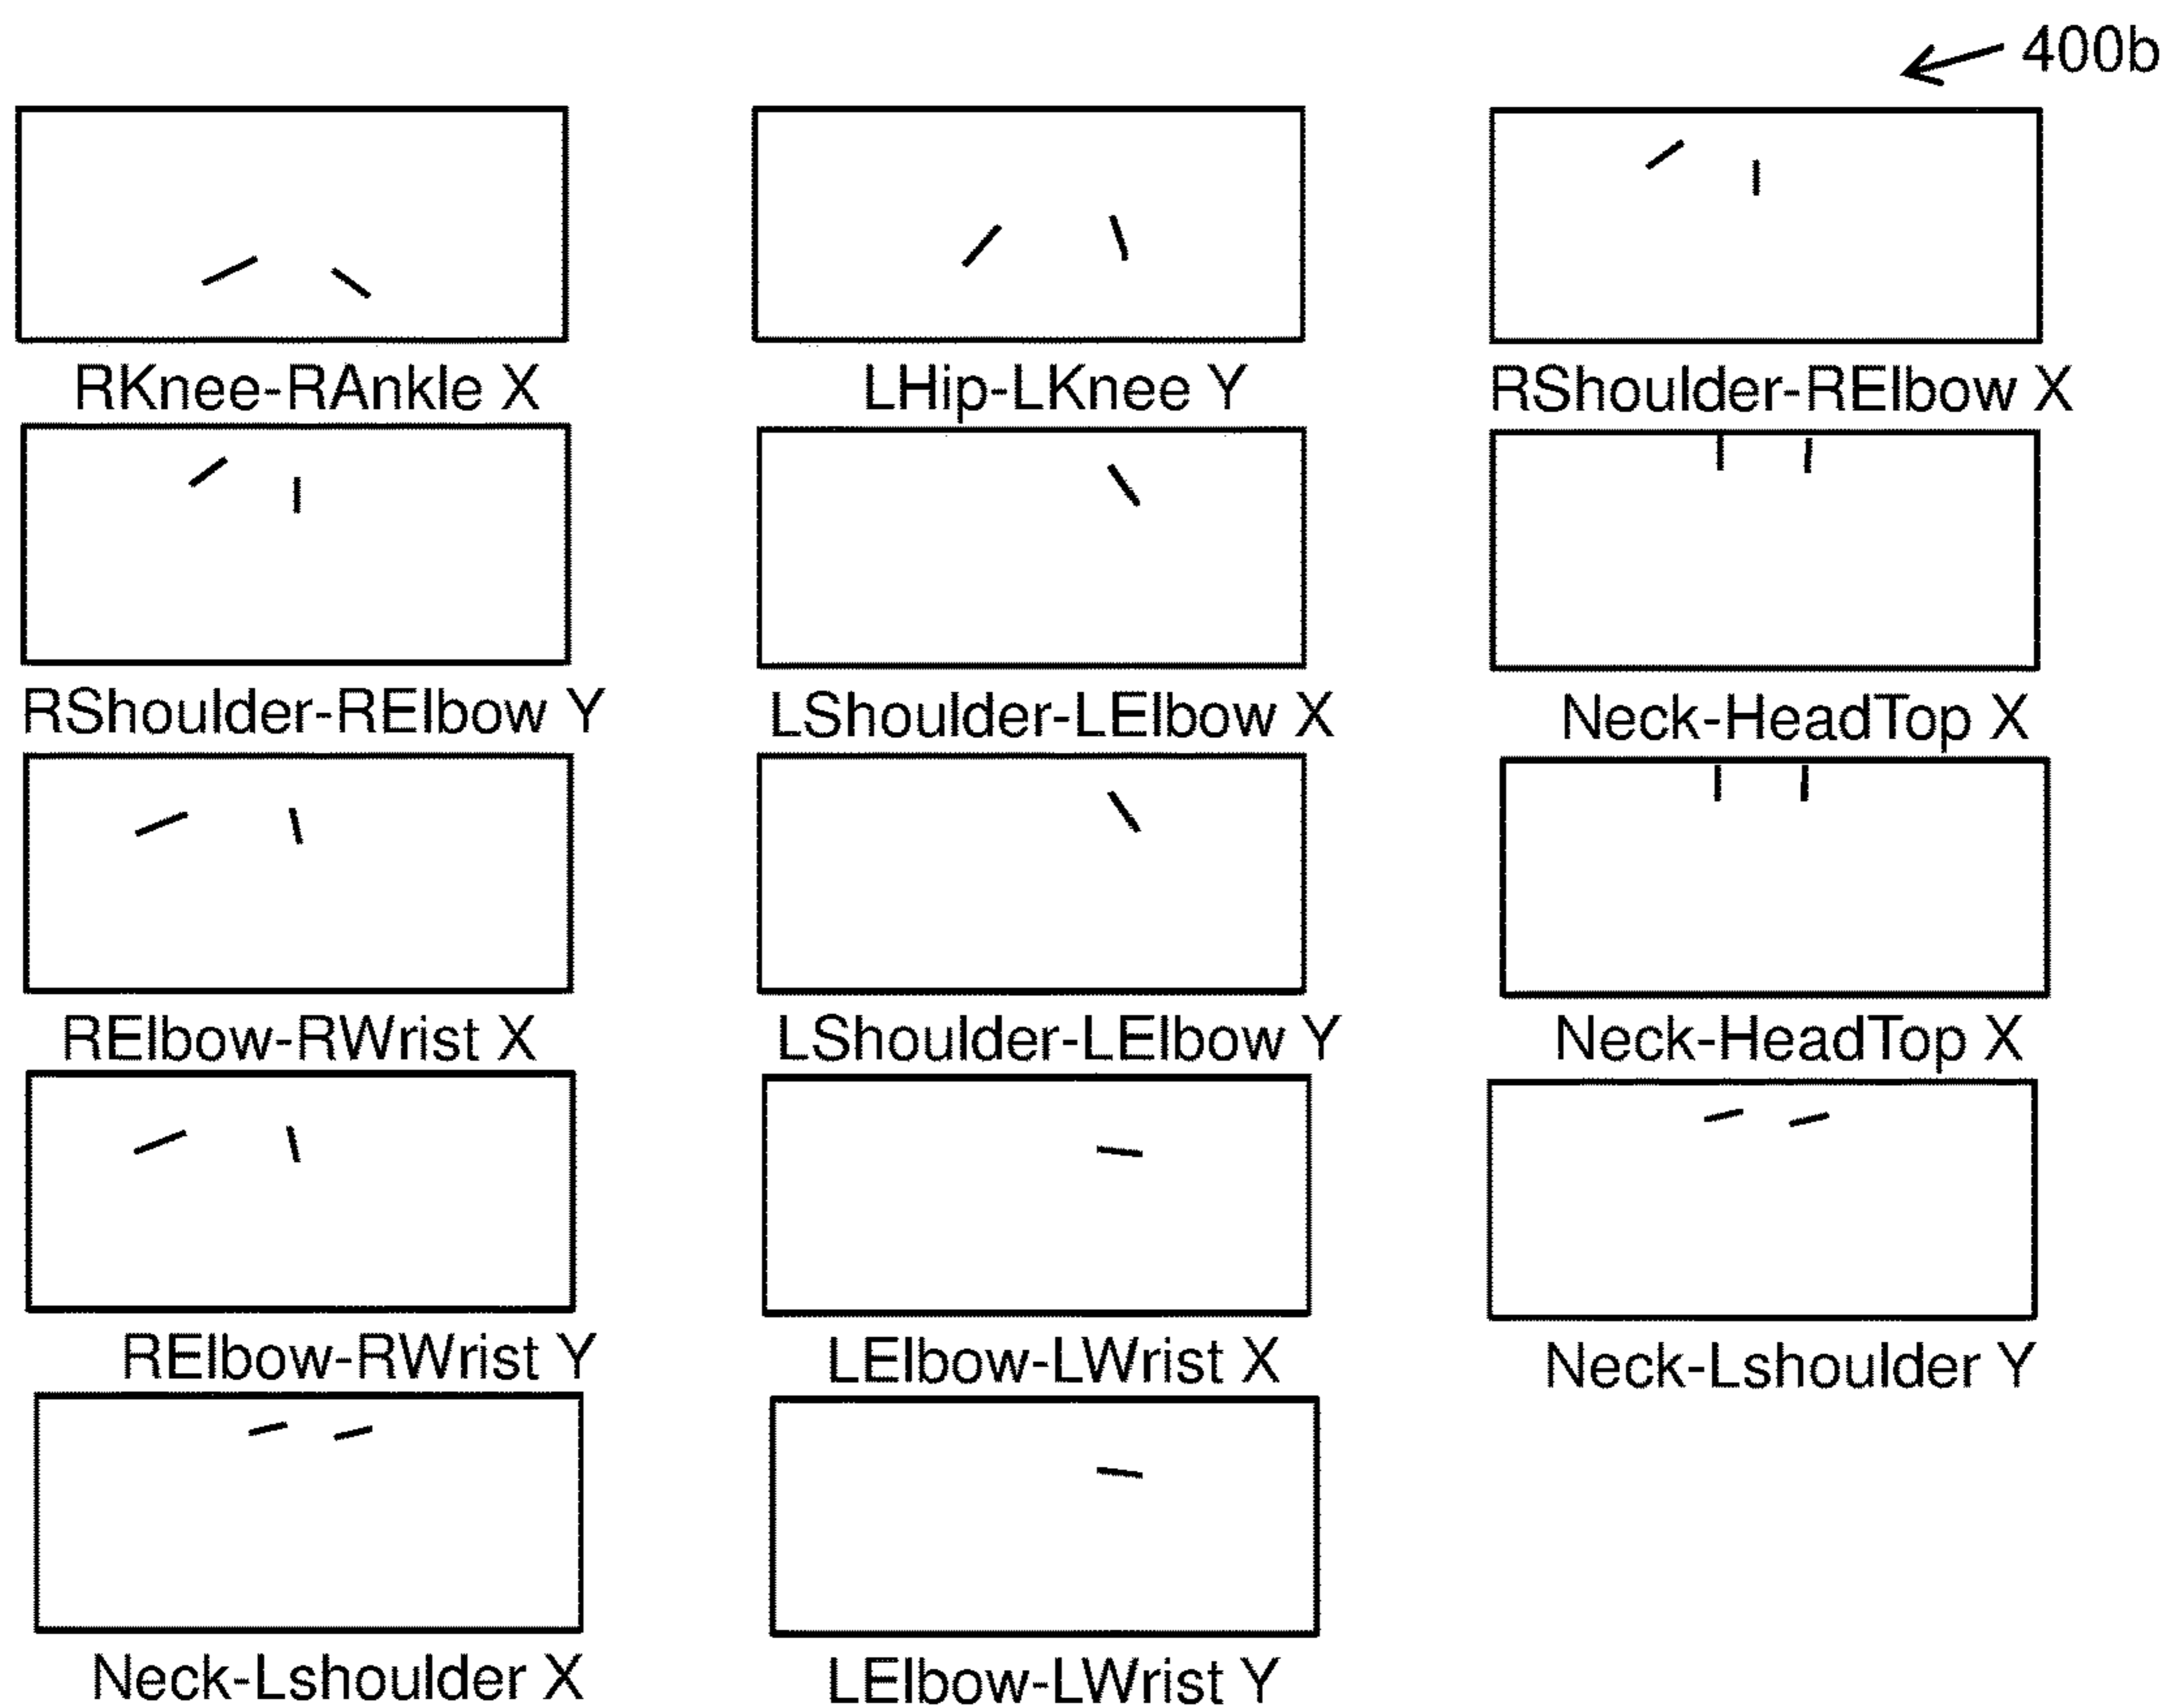 400b
RKnee-RAnkle X
LHip-LKnee Y
RShoulder-RElbow X
RShoulder-RElbow Y
LShoulder-LElbow X
Neck-HeadTop X
RElbow-RWrist X
LShoulder-LElbow Y
Neck-HeadTop X
RElbow-RWrist Y
LElbow-LWrist X
Neck-Lshoulder Y
Neck-Lshoulder X
LElbow-LWrist Y